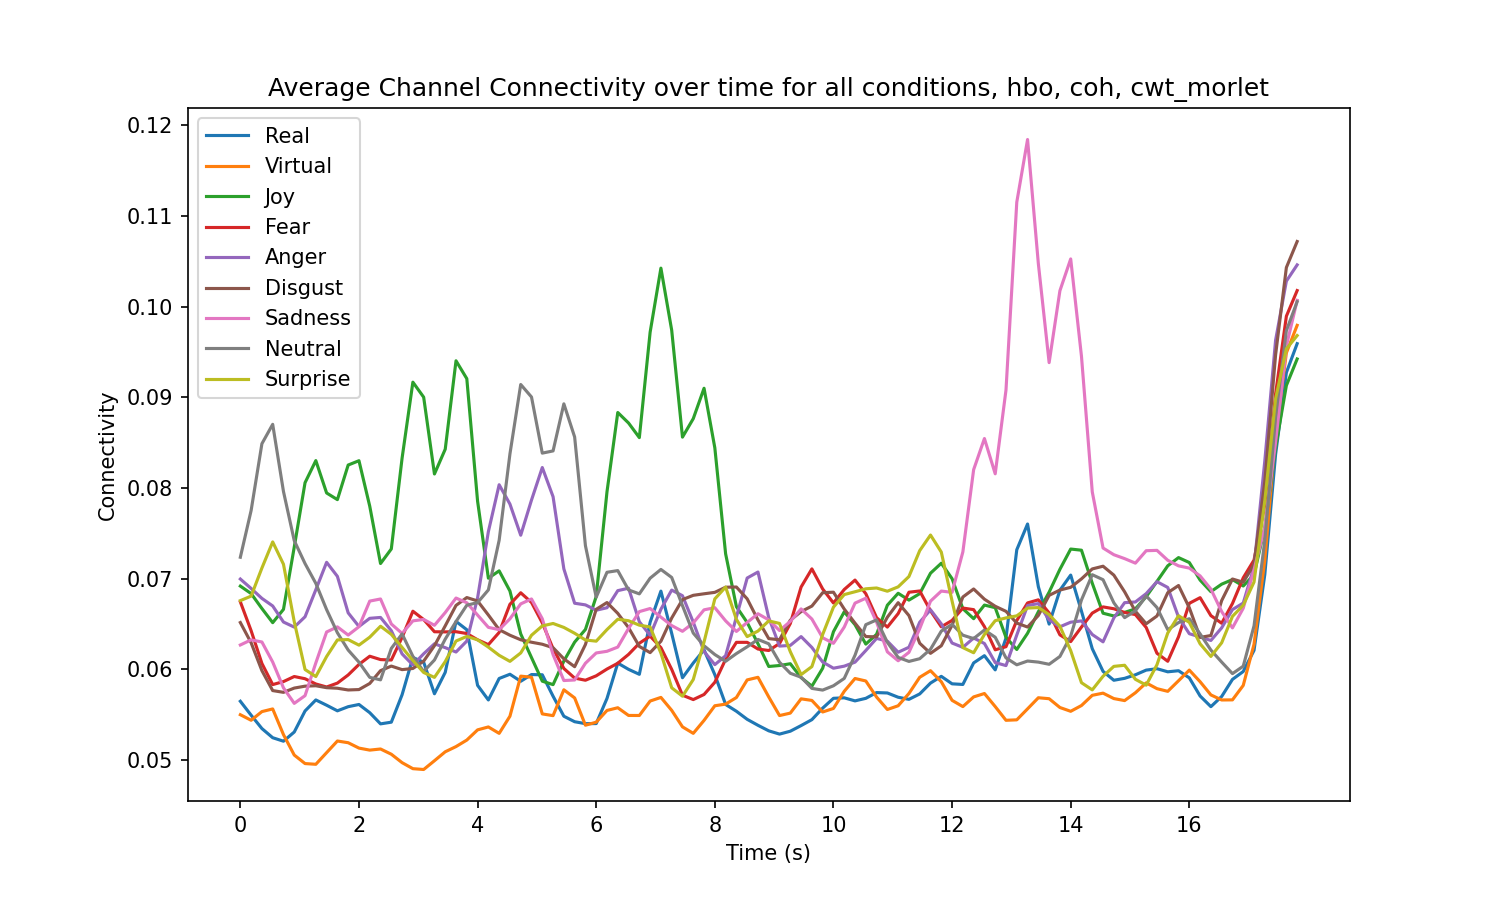 Average Channel Connectivity over time for all conditions, hbo, coh, cwt_morlet
Real
Virtual
Joy
Fear
Anger
Disgust
Sadness
Neutral
Surprise
0.12
0.11
0.10
0.09
0.08
0.07
0.06
0.05
Connectivity
0 2 4 6 8 10 12 14 16
Time (s)